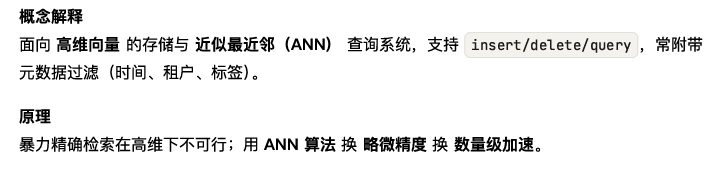 概念解释
面向 高维向量 的存储与 近似最近邻（ANN） 查询系统，支持 insert/delete/query，常附带
元数据过滤（时间、租户、标签）。
原理
暴力精确检索在高维下不可行；用 ANN 算法 换 略微精度 换 数量级加速。